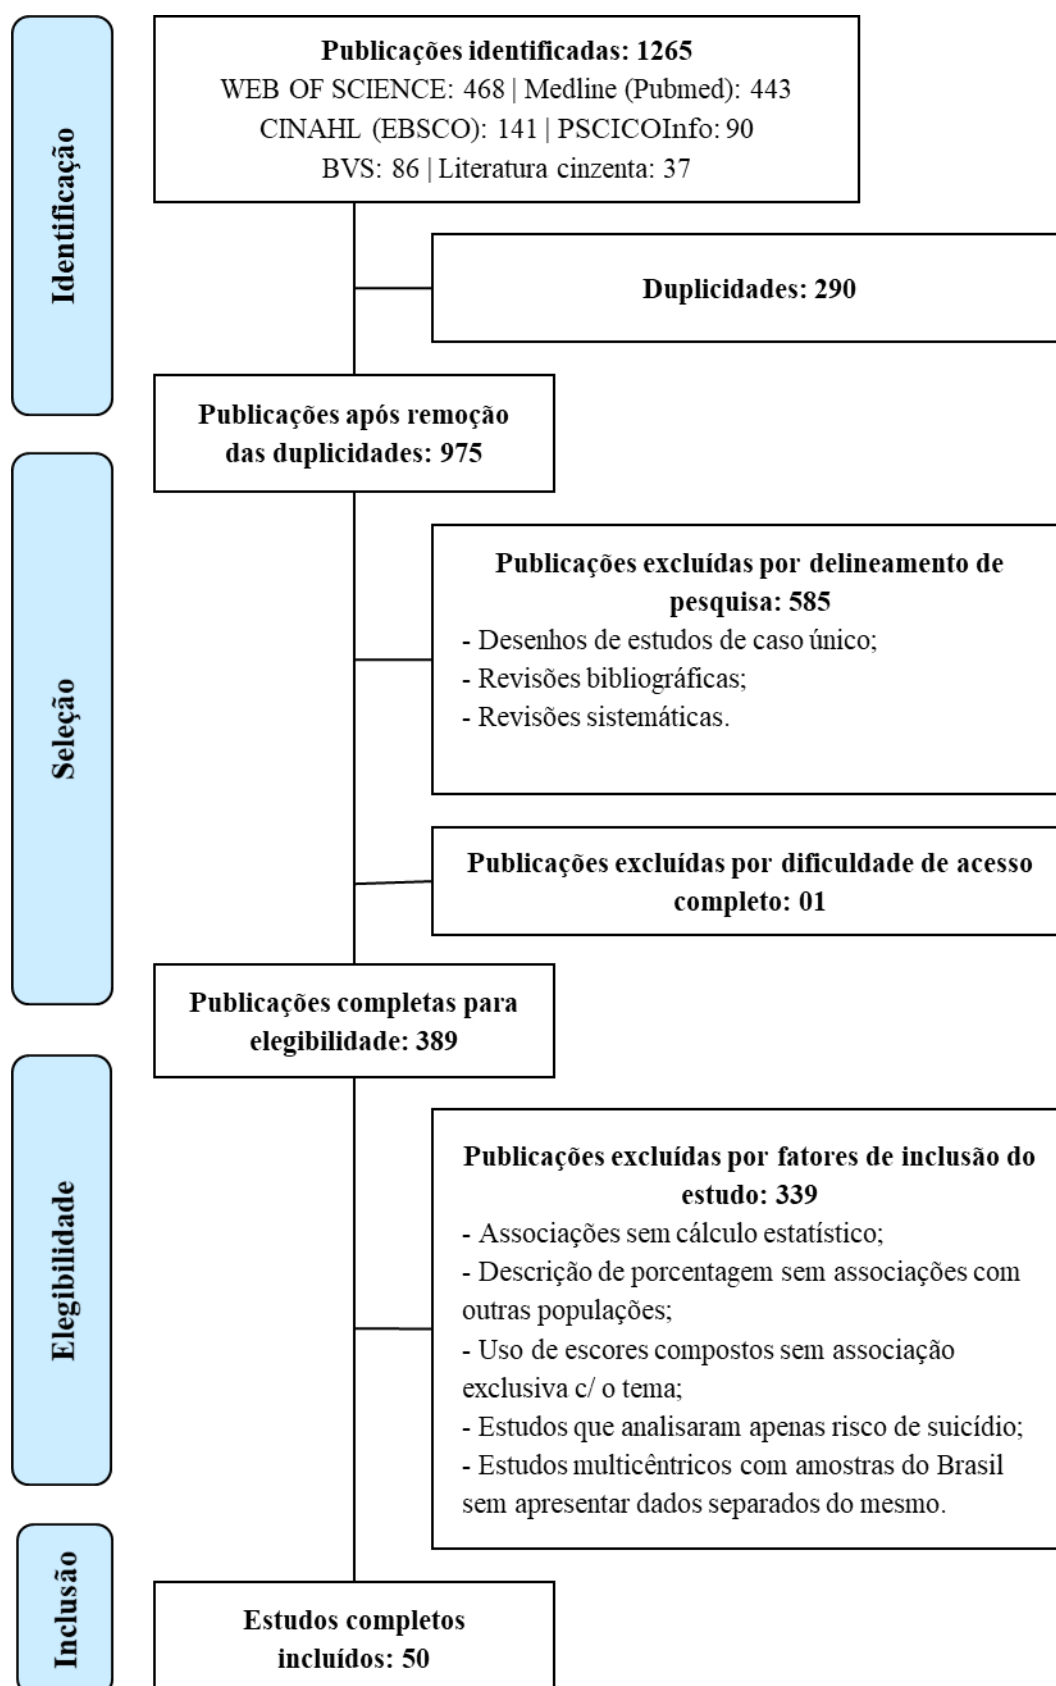 Identificação
Publicações identificadas: 1265
WEB OF SCIENCE: 468 | Medline (Pubmed): 443
CINAHL (EBSCO): 141 | PSCICOInfo: 90
BVS: 86 | Literatura cinzenta: 37
Duplicidades: 290
Publicações após remoção
das duplicidades: 975
Seleção
Publicações excluídas por delineamento de
pesquisa: 585
- Desenhos de estudos de caso único;
- Revisões bibliográficas;
- Revisões sistemáticas.
Publicações excluídas por dificuldade de acesso
completo: 01
Publicações completas para
elegibilidade: 389
Elegibilidade
Publicações excluídas por fatores de inclusão do
estudo: 339
- Associações sem cálculo estatístico;
- Descrição de porcentagem sem associações com
outras populações;
- Uso de escores compostos sem associação
exclusiva c/ o tema;
- Estudos que analisaram apenas risco de suicídio;
- Estudos multicêntricos com amostras do Brasil
sem apresentar dados separados do mesmo.
Inclusão
Estudos completos
incluídos: 50